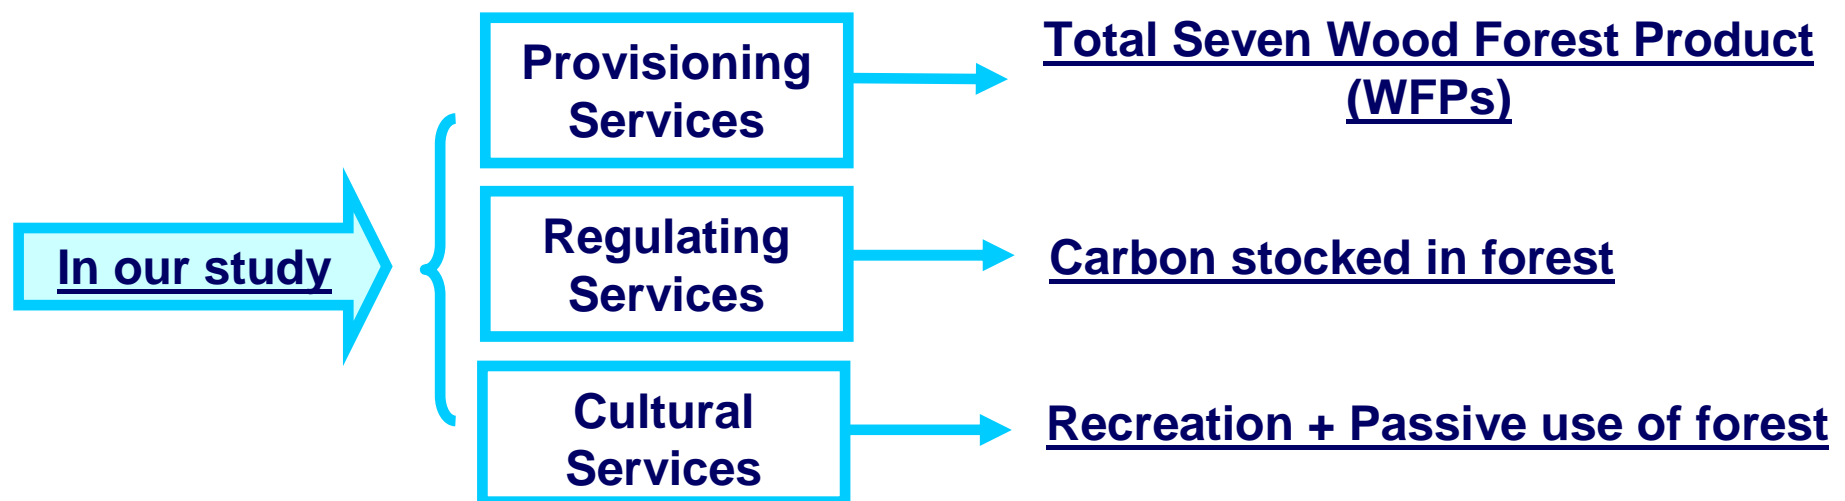 In our study
Provisioning
Services
Total Seven Wood Forest Product
(WFPs)
Regulating
Services
Carbon stocked in forest
Cultural
Services
Recreation + Passive use of forest